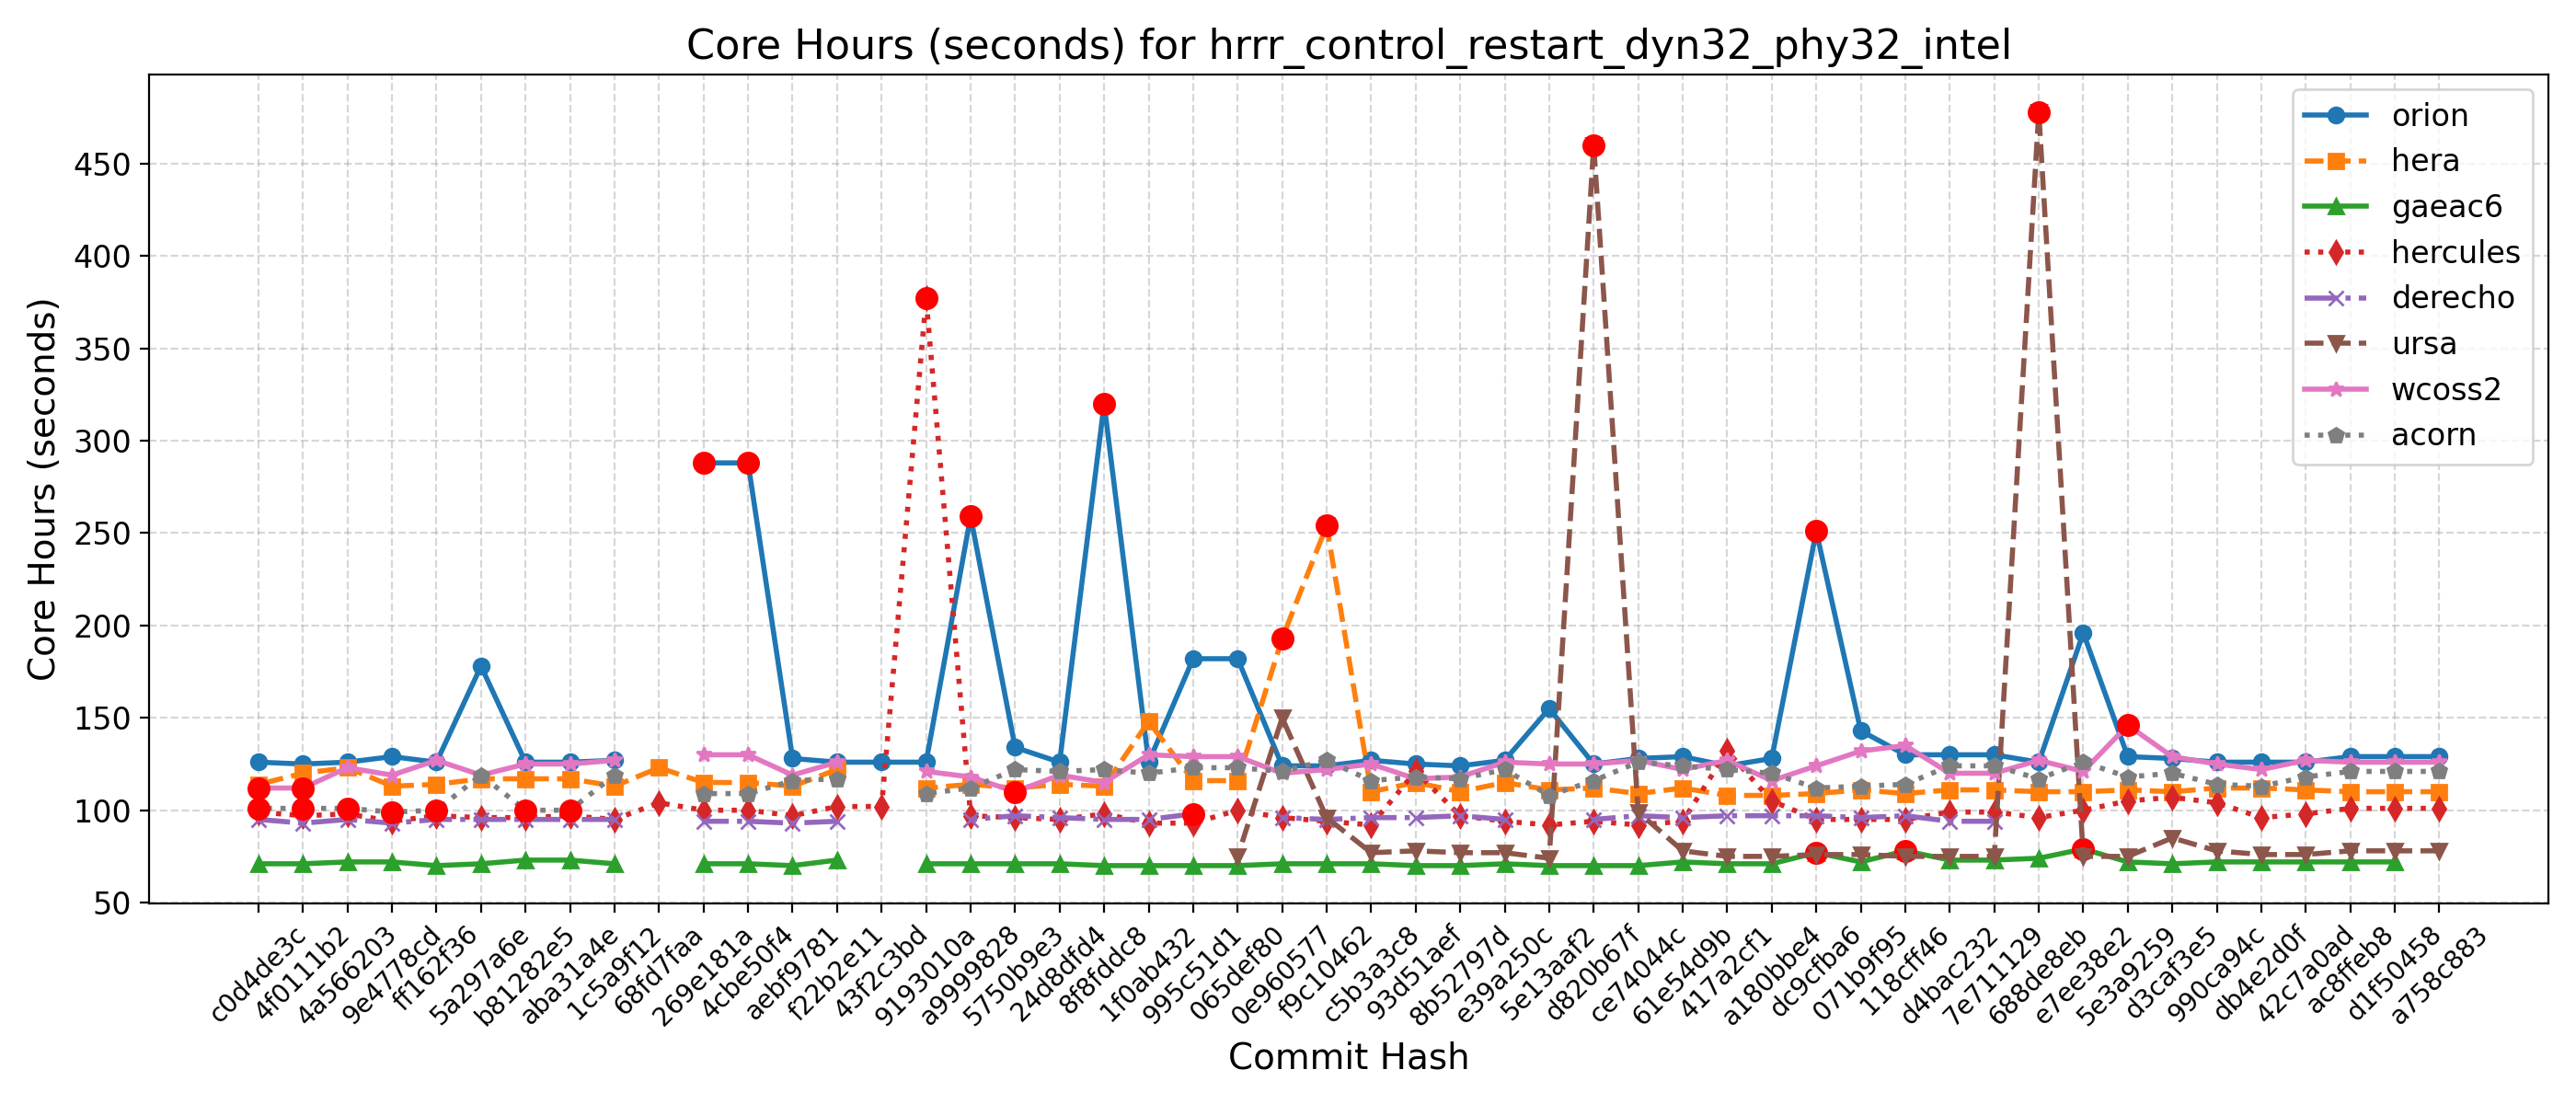 Core Hours (seconds) for hrrr_control_restart_dyn32_phy32_intel
Core Hours (seconds)
450
400
350
300
250
200
150
100
50
orion
hera
gaeac6
hercules
derecho
ursa
wcoss2
acorn
c0d4de3c
4f0111b2
4a566203
9e4778cd
ff162f36
5a297a6e
b81282e5
aba31a4e
1c5a9f12
68fd7faa
269e181a
4cbe50f4
aebf9781
f22b2e11
43f2c3bd
9193010a
a9999828
5750b9e3
24d8dfd4
8f8fddc8
1f0ab432
995c51d1
065def80
0e960577
f9c10462
c5b3a3c8
93d51aef
8b52797d
e39a250c
5e13aaf2
d820b67f
ce74044c
61e54d9b
417a2cf1
a180bbe4
dc9cfba6
071b9f95
118cff46
d4bac232
7e711129
688de8eb
e7ee38e2
5e3a9259
d3caf3e5
990ca94c
db4e2d0f
42c7a0ad
ac8ffeb8
d1f50458
a758c883
Commit Hash